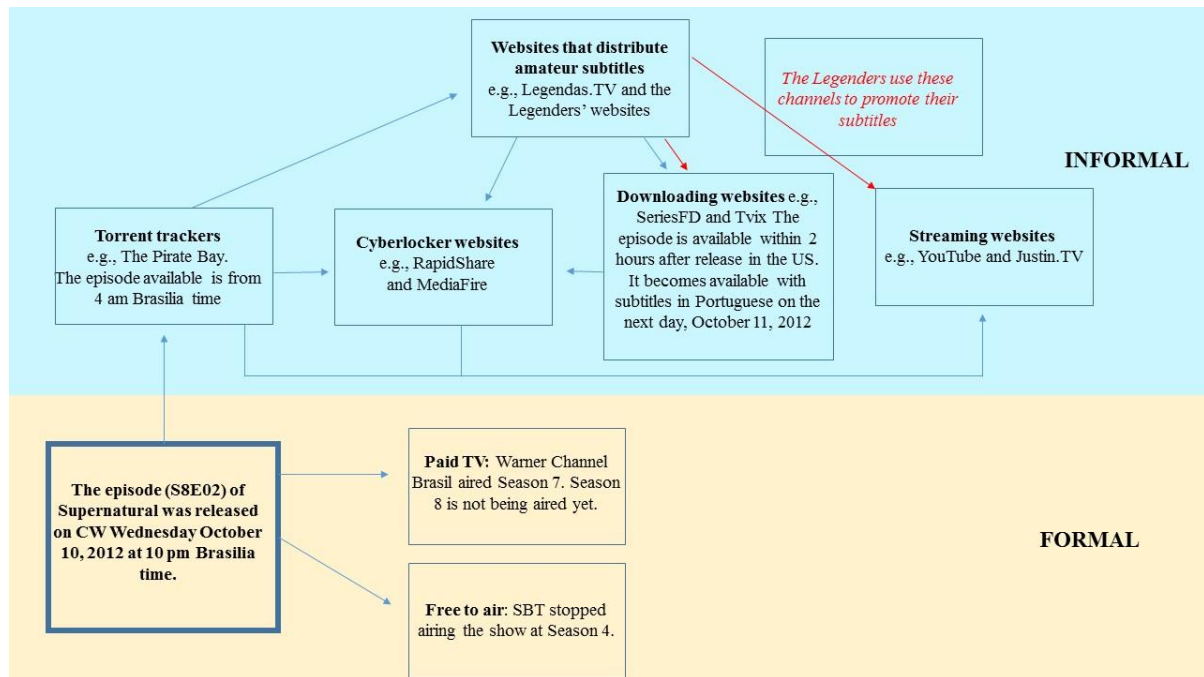 Websites that distribute
amateur subtitles
e.g., Legendas.TV and the
Legenders’ websites
The Legenders use these
channels to promote their
subtitles
INFORMAL
Torrent trackers
e.g., The Pirate Bay.
The episode available is from
4 am Brasilia time
Cyberlocker websites
e.g., RapidShare
and MediaFire
Downloading websites e.g.,
SeriesFD and Tvix The
episode is available within 2
hours after release in the US.
It becomes available with
subtitles in Portuguese on the
next day, October 11, 2012
Streaming websites
e.g., YouTube and Justin.TV
The episode (S8E02) of
Supernatural was released
on CW Wednesday October
10, 2012 at 10 pm Brasilia
time.
Paid TV: Warner Channel
Brasil aired Season 7. Season
8 is not being aired yet.
FORMAL
Free to air: SBT stopped
airing the show at Season 4.